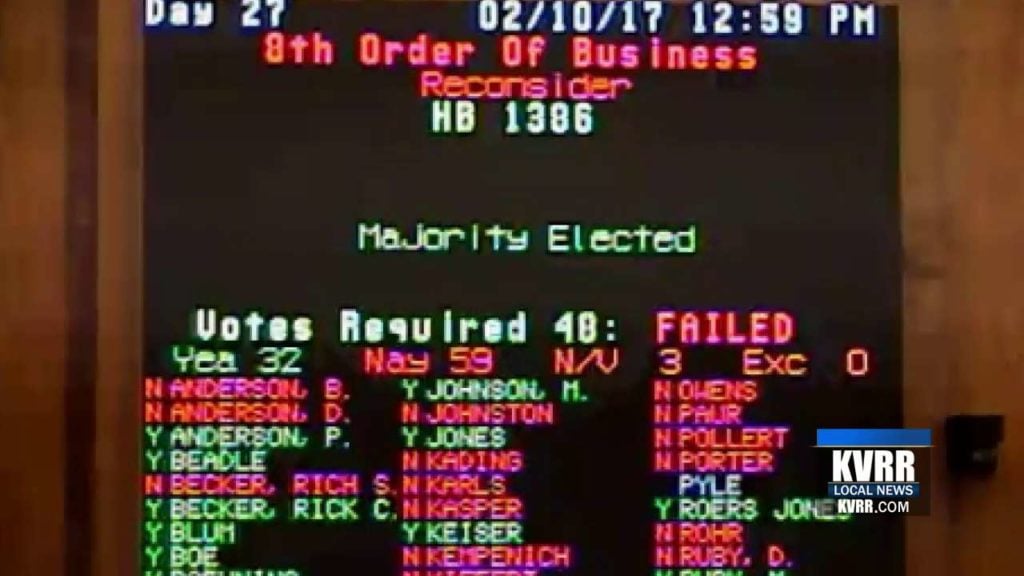 Day 27 02/10/17 12:59 PM
8th Order Of Business
Reconsider
HB 1386
Majority Elected
Votes Required 48: FAILED
Yea 32 Nay 59 N/V 3 Exc 0
N ANDERSON, B. Y JOHNSON, M. N OWENS
N ANDERSON, D. N JOHNSTON N PAUR
Y ANDERSON, P. Y JONES N POLLERT
Y BEADLE N KADING N PORTER
N BECKER, RICH S. N KARLS PYLE
Y BECKER, RICK C. N KASPER Y ROERS JONES
Y BLUM Y KEISER N ROHR
Y BOE N KEMPENICH N RUBY, D.
KVRR
LOCAL NEWS
KVRR.COM